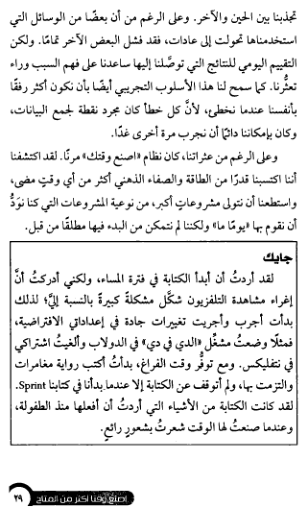 تجذبنا بين الحين والآخر. وعلى الرغم من أن بعضًا من الوسائل التي
استخدمناها تحولت إلى عادات، فقد فشل البعض الآخر تمامًا. ولكن
التقييم اليومي للنتائج التي توصَّلنا إليها ساعدنا على فهم السبب وراء
تعثُّرنا. كما سمح لنا هذا الأسلوب التجريبي أيضًا بأن نكون أكثر رفقًا
بأنفسنا عندما نخطئ، لأنَّ كل خطأ كان مجرد نقطة لجمع البيانات،
وكان بإمكاننا دائمًا أن نجرب مرة أخرى غدًا.
وعلى الرغم من عثراتنا، كان نظام «اصنع وقتك» مرنًا. لقد اكتشفنا
أننا اكتسبنا قدرًا من الطاقة والصفاء الذهني أكثر من أي وقتٍ مضى،
واستطعنا أن نتولى مشروعاتٍ أكبر، من نوعية المشروعات التي كنا نودُّ
أن نقوم بها «يومًا ما» ولكننا لم نتمكن من البدء فيها مطلقًا من قبل.
جايك
لقد أردتُ أن أبدأ الكتابة في فترة المساء، ولكني أدركتُ أنَّ
إغراء مشاهدة التلفزيون شكَّل مشكلةً كبيرةً بالنسبة إليَّ؛ لذلك
بدأت أجرب وأجريت تغييرات جادة في إعداداتي الافتراضية،
فمثلًا وضعتُ مشغِّل «الدي في دي» في الدولاب وألغيتُ اشتراكي
في نتفليكس. ومع توفُّر وقت الفراغ، بدأتُ أكتب رواية مغامرات
والتزمت بها، ولم أتوقف عن الكتابة إلا عندما بدأنا في كتابنا Sprint.
لقد كانت الكتابة من الأشياء التي أردتُ أن أفعلها منذ الطفولة،
وعندما صنعتُ لها الوقت شعرتُ بشعورٍ رائع.
اصنع وقتا أكثر من المتاح ٢٩